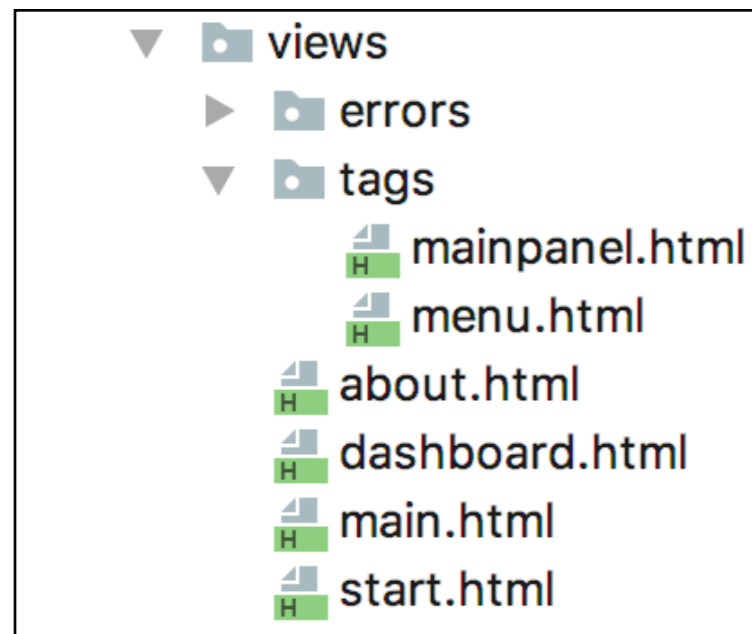 views
errors
tags
H mainpanel.html
H menu.html
H about.html
H dashboard.html
H main.html
H start.html